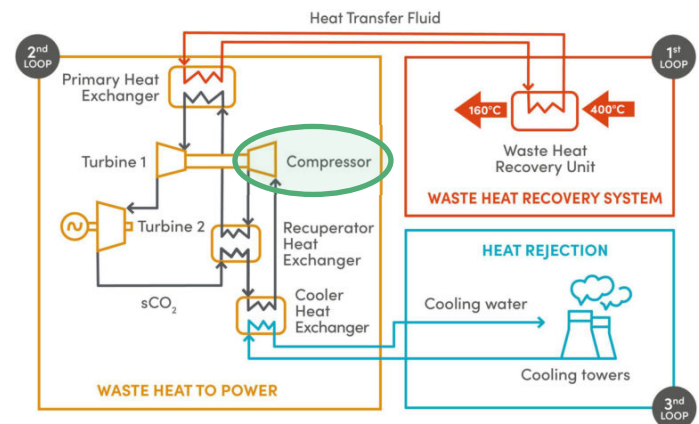 Heat Transfer Fluid
2nd
LOOP
1st
LOOP
Primary Heat
Exchanger
160°C
400°C
Turbine 1
Compressor
Waste Heat
Recovery Unit
WASTE HEAT RECOVERY SYSTEM
Turbine 2
Recuperator
Heat
Exchanger
HEAT REJECTION
sCO₂
Cooler
Heat
Exchanger
Cooling water
Cooling towers
WASTE HEAT TO POWER
3nd
LOOP